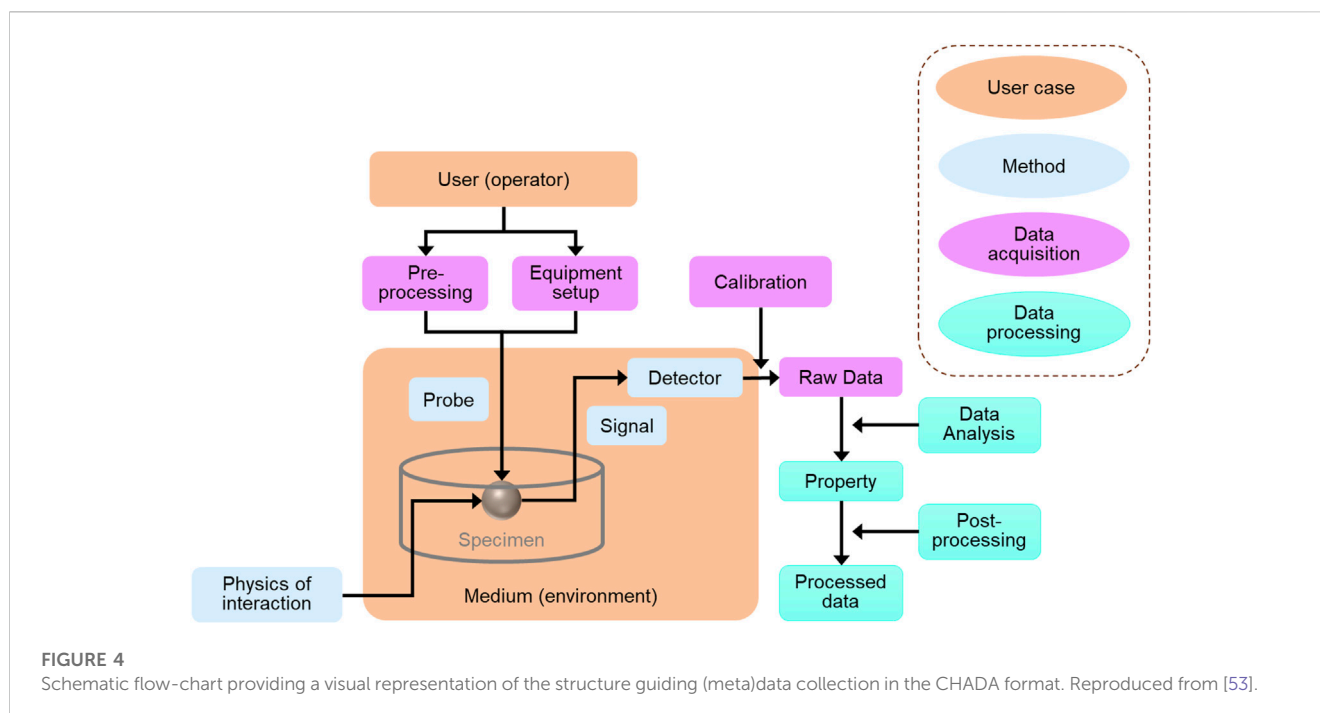 User case
Method
Data
acquisition
Data
processing
User (operator)
Pre-
processing
Equipment
setup
Calibration
Probe
Signal
Detector
Raw Data
Data
Analysis
Property
Post-
processing
Processed
data
Specimen
Physics of
interaction
Medium (environment)
FIGURE 4
Schematic flow-chart providing a visual representation of the structure guiding (meta)data collection in the CHADA format. Reproduced from [53].